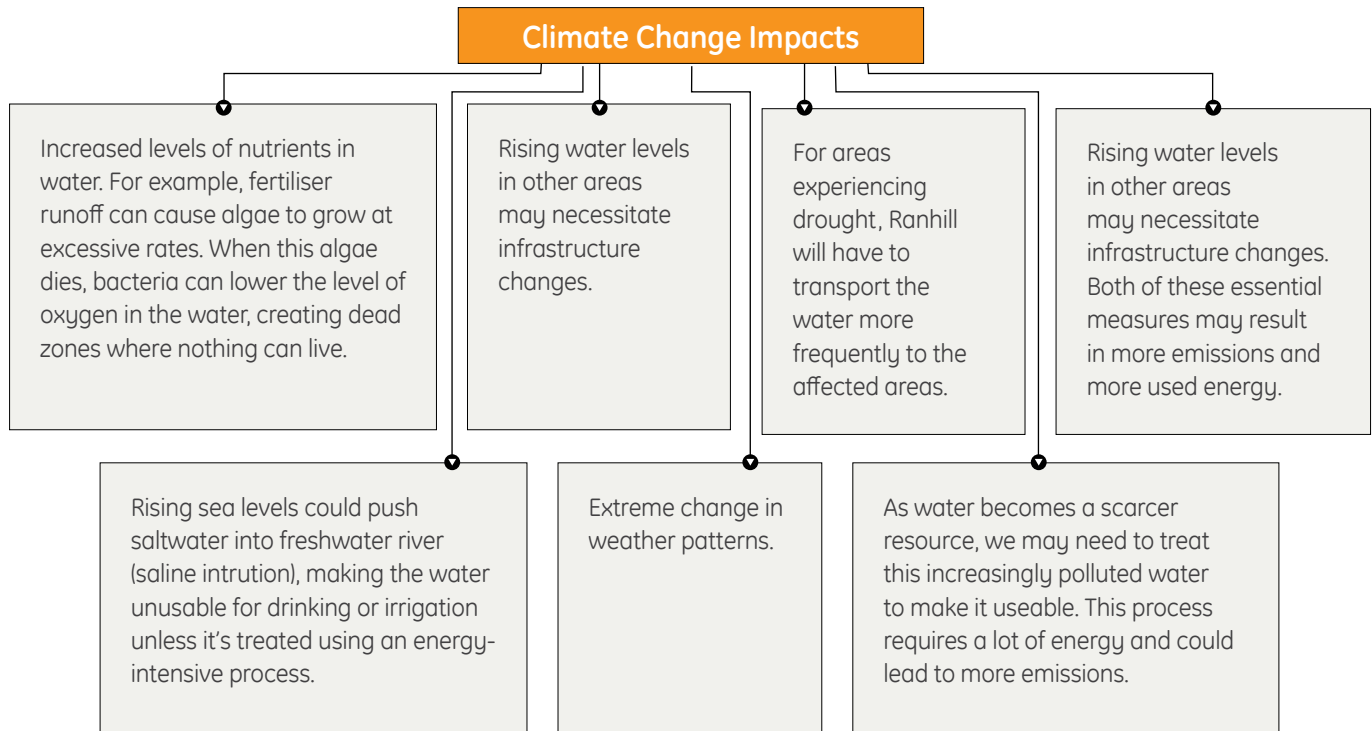 Climate Change Impacts
Increased levels of nutrients in
water. For example, fertiliser
runoff can cause algae to grow at
excessive rates. When this algae
dies, bacteria can lower the level of
oxygen in the water, creating dead
zones where nothing can live.
Rising water levels
in other areas
may necessitate
infrastructure
changes.
For areas
experiencing
drought, Ranhill
will have to
transport the
water more
frequently to the
affected areas.
Rising water levels
in other areas
may necessitate
infrastructure changes.
Both of these essential
measures may result
in more emissions and
more used energy.
Rising sea levels could push
saltwater into freshwater river
(saline intrution), making the water
unusable for drinking or irrigation
unless it's treated using an energy-
intensive process.
Extreme change in
weather patterns.
As water becomes a scarcer
resource, we may need to treat
this increasingly polluted water
to make it useable. This process
requires a lot of energy and could
lead to more emissions.